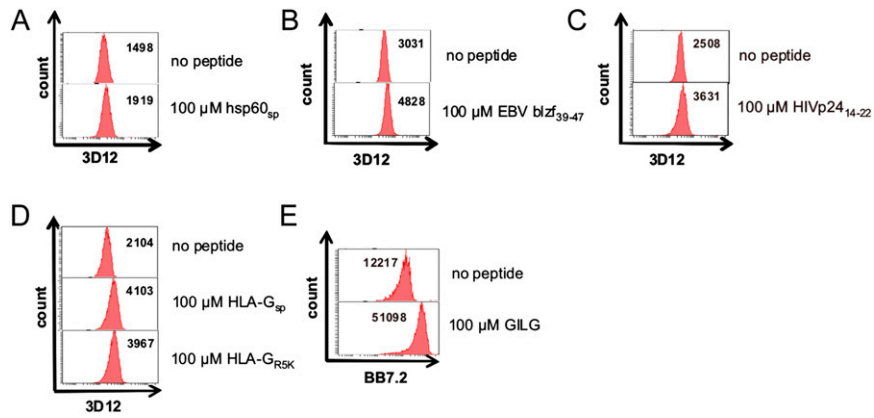 A
count
1498
no peptide
1919
100 µM hsp60sp
3D12
B
count
3031
no peptide
4828
100 µM EBV blzf39-47
3D12
C
count
2508
no peptide
3631
100 µM HIVp2414-22
3D12
D
count
2104
no peptide
4103
100 µM HLA-Gsp
3967
100 µM HLA-GR5K
3D12
E
count
12217
no peptide
51098
100 µM GILG
BB7.2